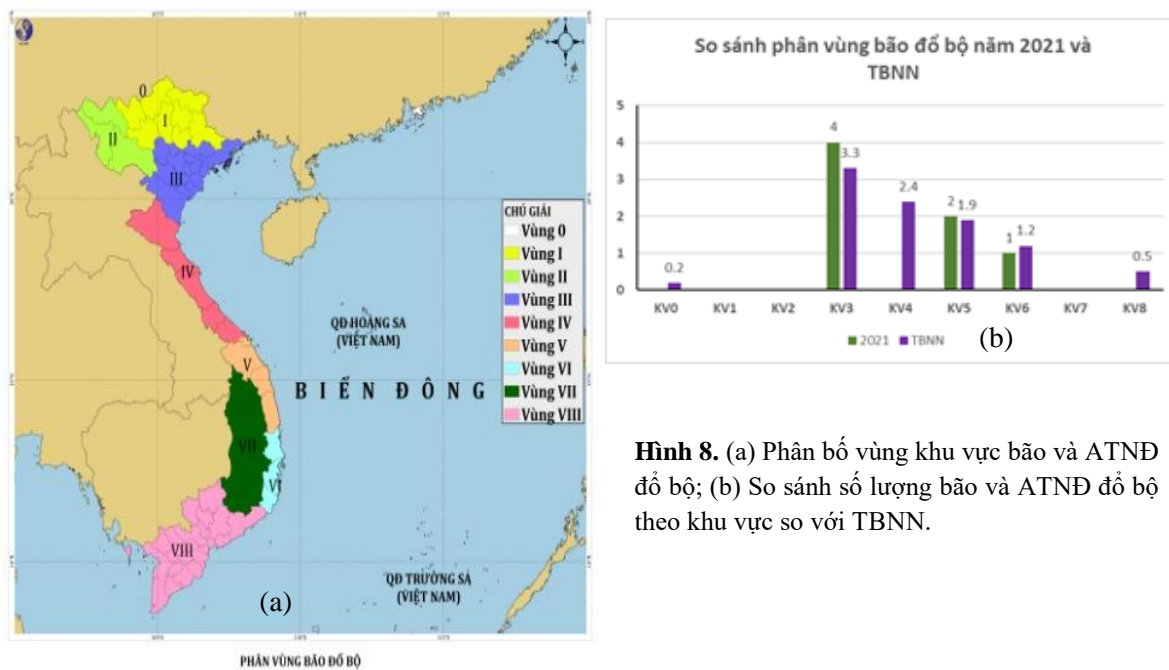 0
I
II
III
IV
V
VI
VII
VIII
QĐ HOÀNG SA
(VIỆT NAM)
BIỂN ĐÔNG
QĐ TRƯỜNG SA
(VIỆT NAM)
CHÚ GIẢI
Vùng 0
Vùng I
Vùng II
Vùng III
Vùng IV
Vùng V
Vùng VI
Vùng VII
Vùng VIII
(a)
PHÂN VÙNG BÃO ĐỔ BỘ
So sánh phân vùng bão đổ bộ năm 2021 và
TBNN
5
4
3
2
1
0
0.2
4
3.3
2.4
2
1.9
1
1.2
0.5
KV0 KV1 KV2 KV3 KV4 KV5 KV6 KV7 KV8
2021 TBNN
(b)
Hình 8. (a) Phân bố vùng khu vực bão và ATNĐ
đổ bộ; (b) So sánh số lượng bão và ATNĐ đổ bộ
theo khu vực so với TBNN.